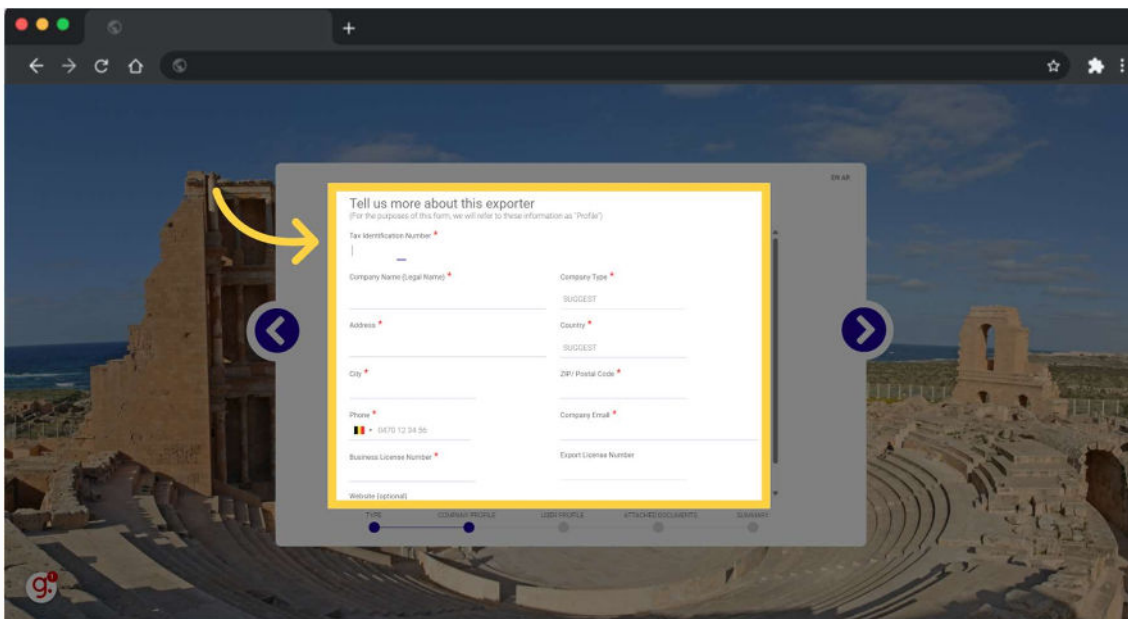 EN AR
Tell us more about this exporter
(For the purposes of this form, we will refer to these information as "Profile")
Tax Identification Number *
Company Name (Legal Name) *
Company Type *
SUGGEST
Address *
Country *
SUGGEST
City *
ZIP/ Postal Code *
Phone *
0470 12 34 56
Company Email *
Business License Number *
Export License Number
Website (optional)
TYPE COMPANY PROFILE USER PROFILE ATTACHED DOCUMENTS SUMMARY
g. 1